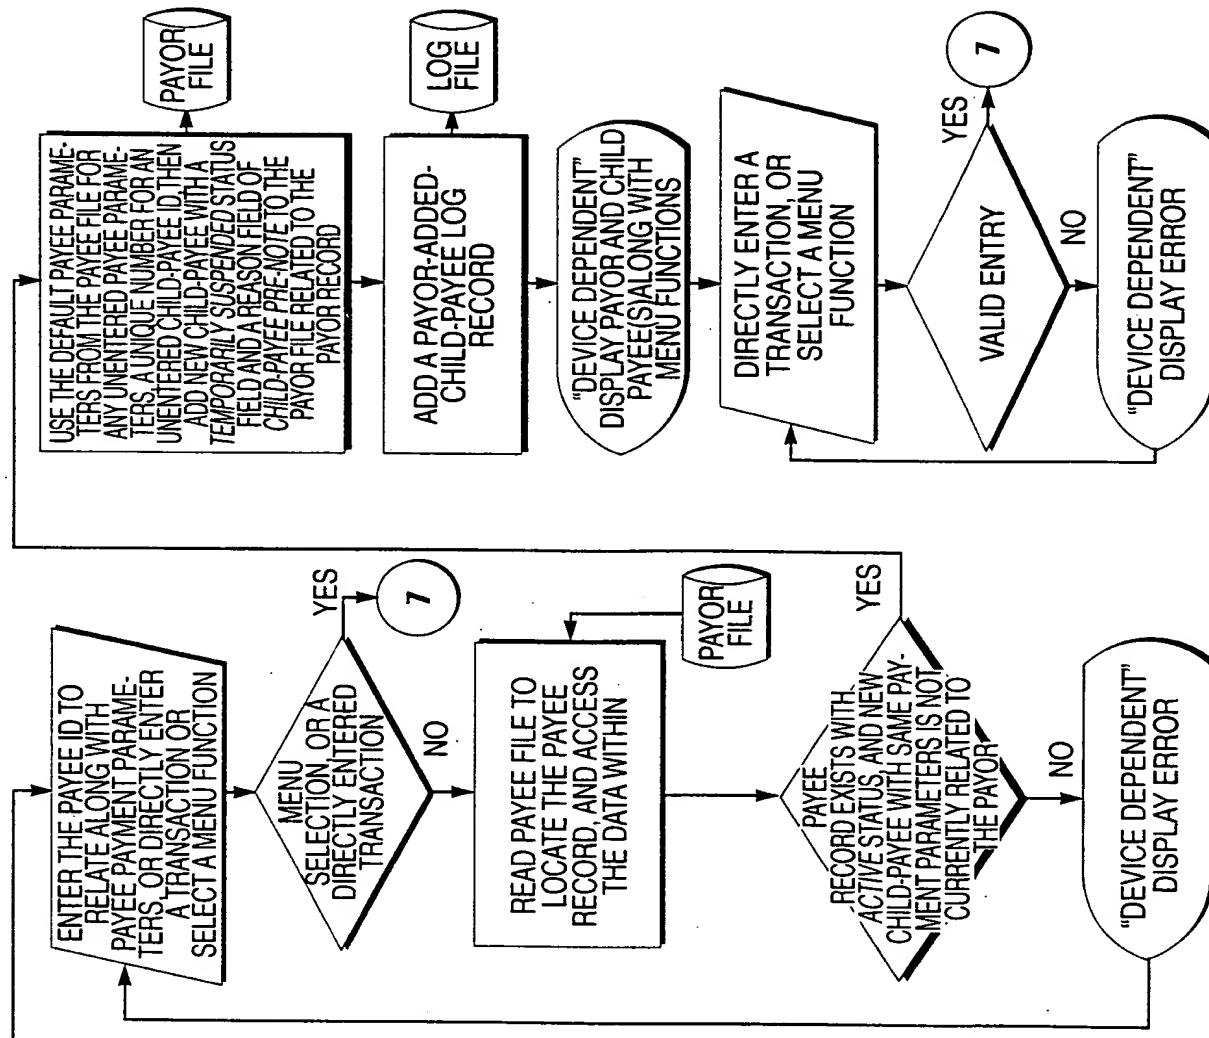 ENTER THE PAYEE ID TO
RELATE ALONG WITH
PAYEE PAYMENT PARAME-
TERS, OR DIRECTLY ENTER
A TRANSACTION OR
SELECT A MENU FUNCTION
MENU
SELECTION, OR A
DIRECTLY ENTERED
TRANSACTION
YES
7
NO
READ PAYEE FILE TO
LOCATE THE PAYEE
RECORD, AND ACCESS
THE DATA WITHIN
PAYOR
FILE
PAYEE
RECORD EXISTS WITH
ACTIVE STATUS, AND NEW
CHILD-PAYEE WITH SAME PAY-
MENT PARAMETERS IS NOT
CURRENTLY RELATED TO
THE PAYOR
YES
NO
"DEVICE DEPENDENT"
DISPLAY ERROR
USE THE DEFAULT PAYEE PARAME-
TERS FROM THE PAYEE FILE FOR
ANY UNENTERED PAYEE PARAME-
TERS, A UNIQUE NUMBER FOR AN
UNENTERED CHILD-PAYEE ID, THEN
ADD NEW CHILD-PAYEE WITH A
TEMPORARILY SUSPENDED STATUS
FIELD AND A REASON FIELD OF
CHILD-PAYEE PRE-NOTE TO THE
PAYOR FILE RELATED TO THE
PAYOR RECORD
PAYOR
FILE
ADD A PAYOR-ADDED-
CHILD-PAYEE LOG
RECORD
LOG
FILE
"DEVICE DEPENDENT"
DISPLAY PAYOR AND CHILD
PAYEE(S) ALONG WITH
MENU FUNCTIONS
DIRECTLY ENTER A
TRANSACTION, OR
SELECT A MENU
FUNCTION
VALID ENTRY
YES
7
NO
"DEVICE DEPENDENT"
DISPLAY ERROR